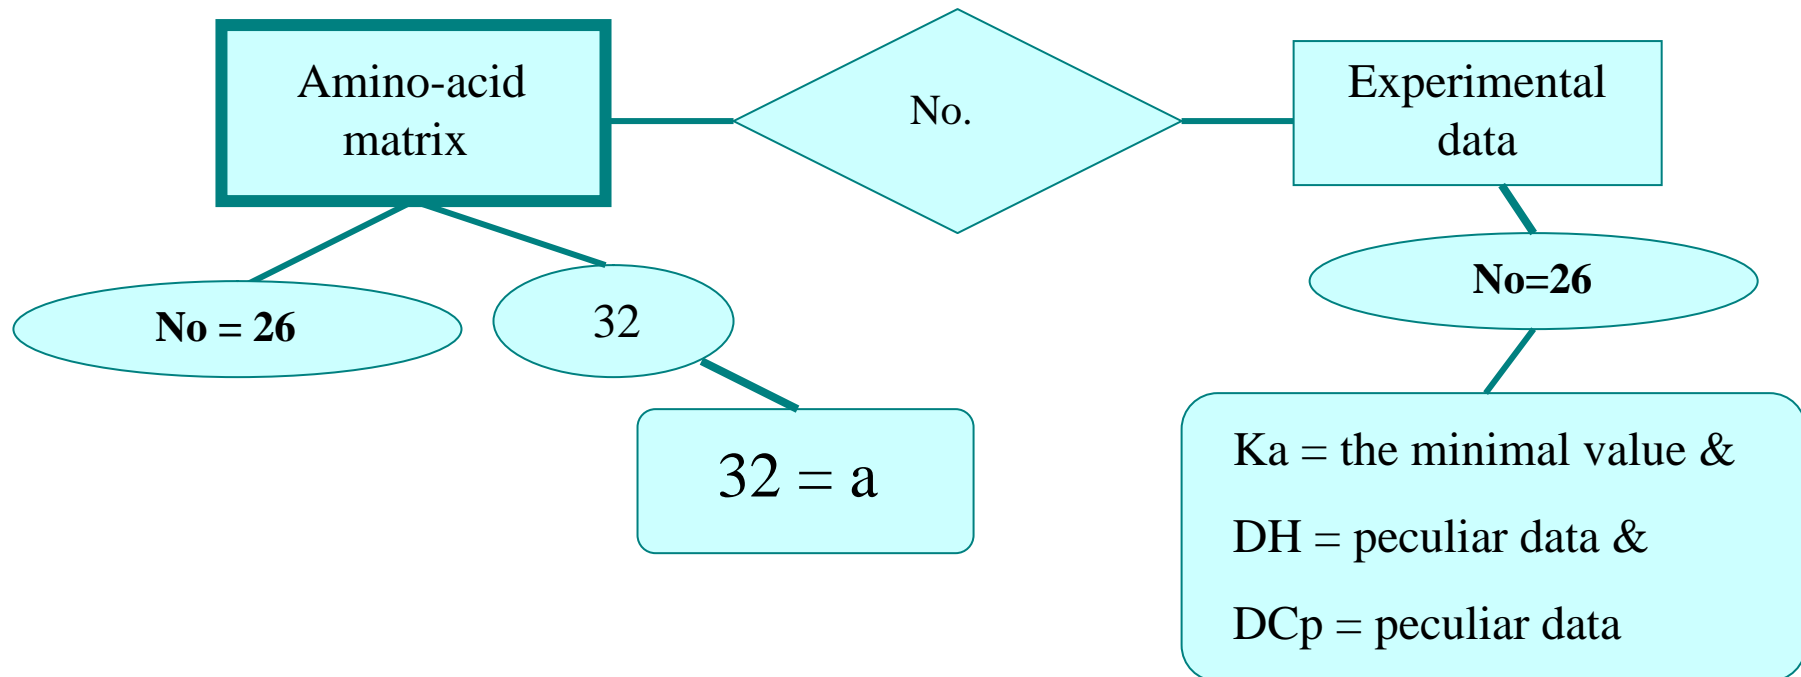 Amino-acid
matrix
No.
Experimental
data
No = 26
32
No=26
32 = a
Ka = the minimal value &
DH = peculiar data &
DCp = peculiar data